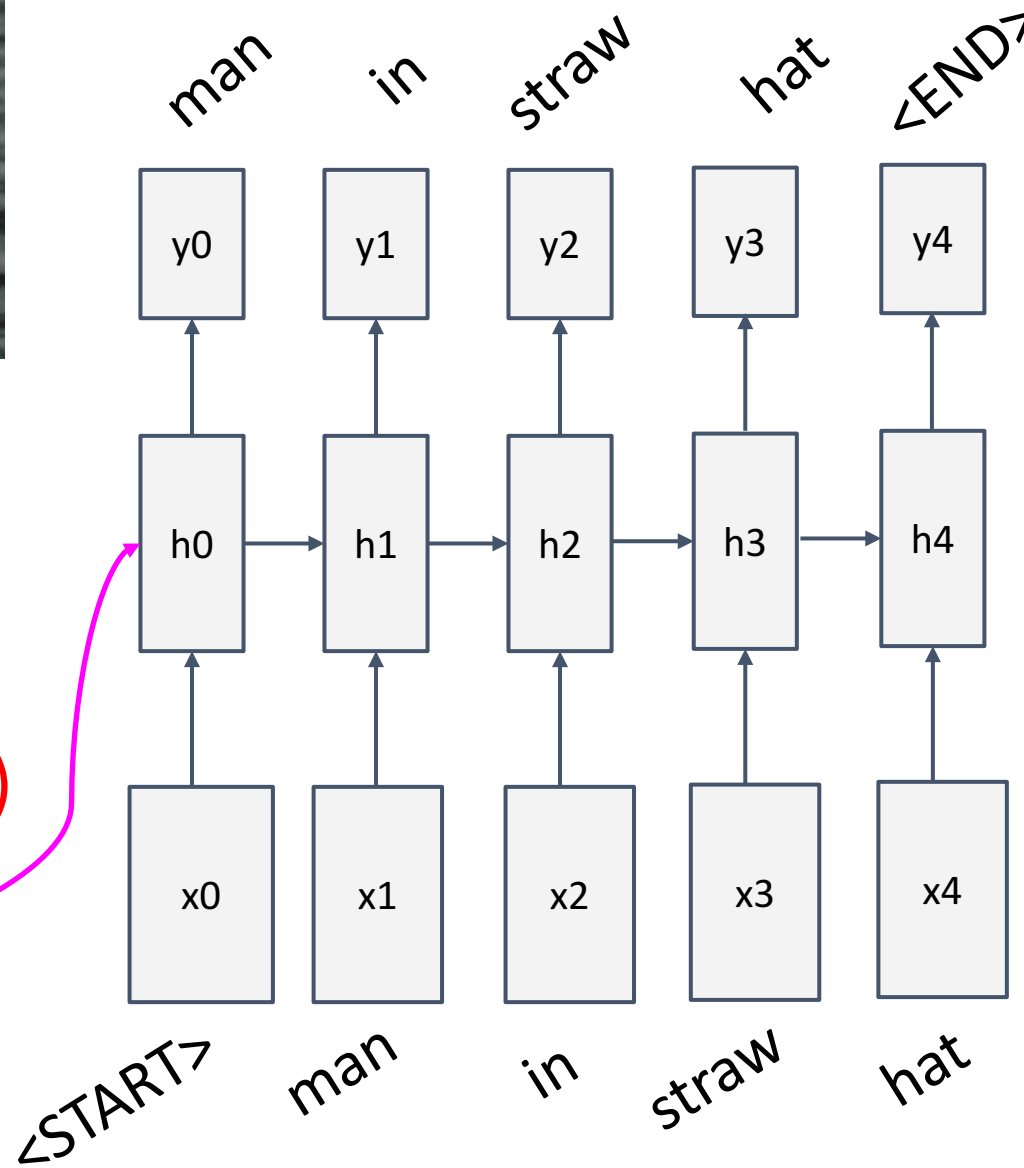 man in straw hat <END>
y0 y1 y2 y3 y4
h0 h1 h2 h3 h4
x0 x1 x2 x3 x4
<START> man in straw hat